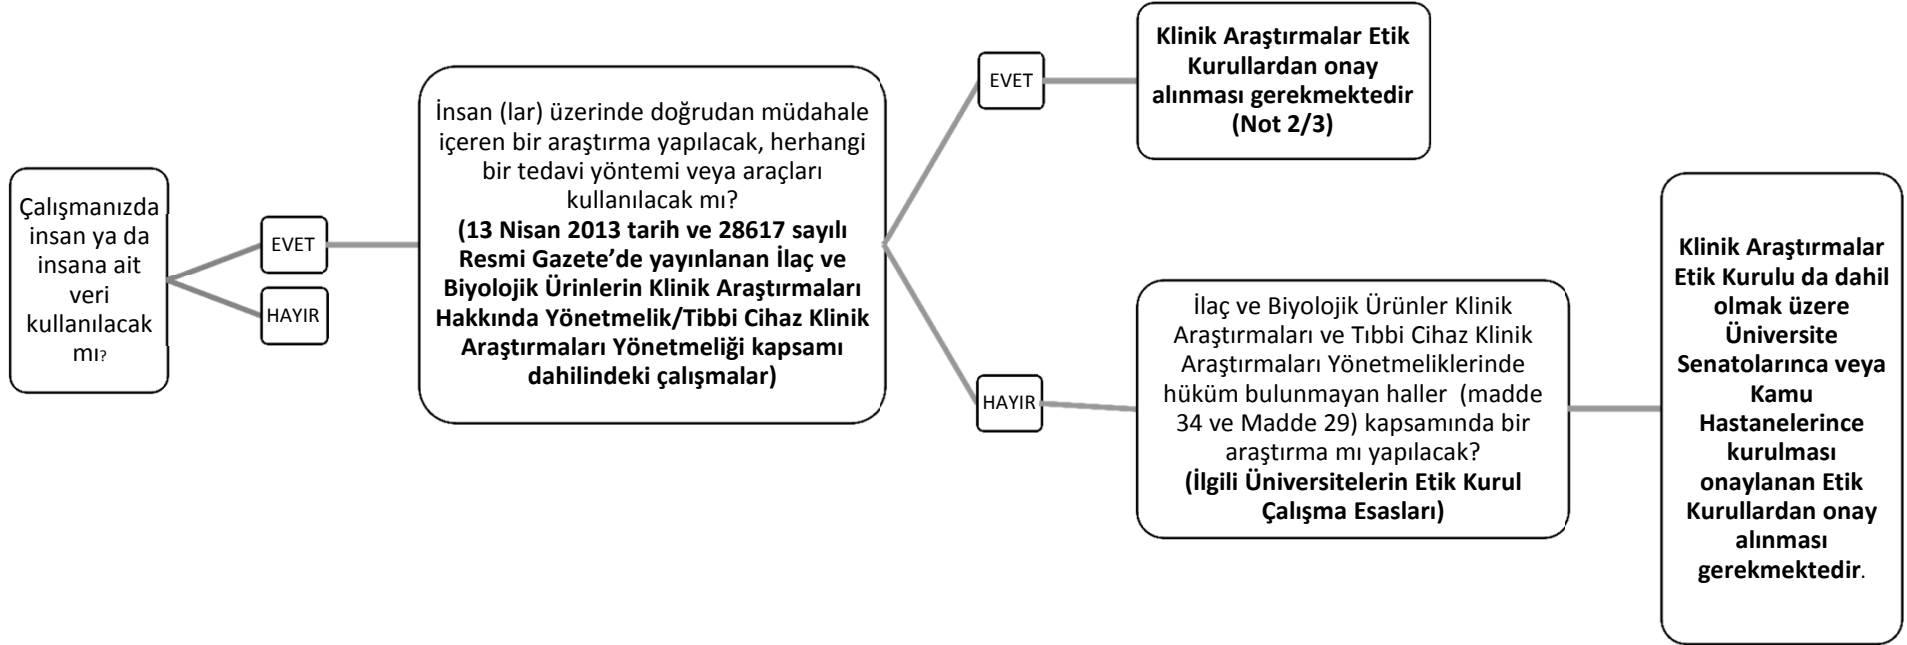 Çalışmanızda
insan ya da
insana ait
veri
kullanılacak
mı?
EVET
HAYIR
İnsan (lar) üzerinde doğrudan müdahale
içeren bir araştırma yapılacak, herhangi
bir tedavi yöntemi veya araçları
kullanılacak mı?
(13 Nisan 2013 tarih ve 28617 sayılı
Resmi Gazete’de yayınlanan İlaç ve
Biyolojik Ürinlerin Klinik Araştırmaları
Hakkında Yönetmelik/Tibbi Cihaz Klinik
Araştırmaları Yönetmeliği kapsamı
dahilindeki çalışmalar)
EVET
Klinik Araştırmalar Etik
Kurullardan onay
alınması gerekmektedir
(Not 2/3)
HAYIR
İlaç ve Biyolojik Ürünler Klinik
Araştırmaları ve Tıbbi Cihaz Klinik
Araştırmaları Yönetmeliklerinde
hüküm bulunmayan haller (madde
34 ve Madde 29) kapsamında bir
araştırma mı yapılacak?
(İlgili Üniversitelerin Etik Kurul
Çalışma Esasları)
Klinik Araştırmalar
Etik Kurulu da dahil
olmak üzere
Üniversite
Senatolarınca veya
Kamu
Hastanelerince
kurulması
onaylanan Etik
Kurullardan onay
alınması
gerekmektedir.